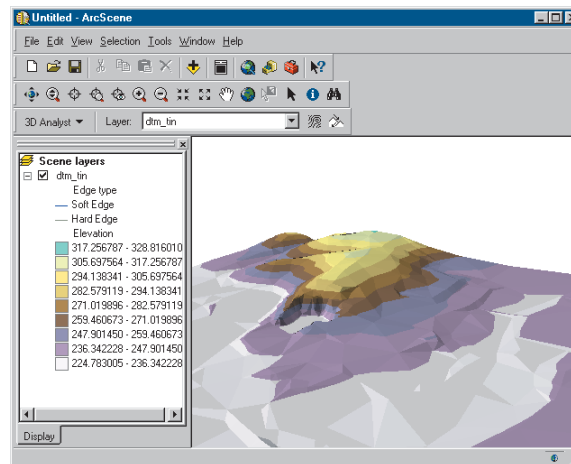 Untitled - ArcScene
File Edit View Selection Tools Window Help
3D Analyst Layer: dtm_tin
Scene layers
dtm_tin
Edge type
Soft Edge
Hard Edge
Elevation
317.256787 - 328.816010
305.697564 - 317.256787
294.138341 - 305.697564
282.579119 - 294.138341
271.019896 - 282.579119
259.460673 - 271.019896
247.901450 - 259.460673
236.342228 - 247.901450
224.783005 - 236.342228
Display